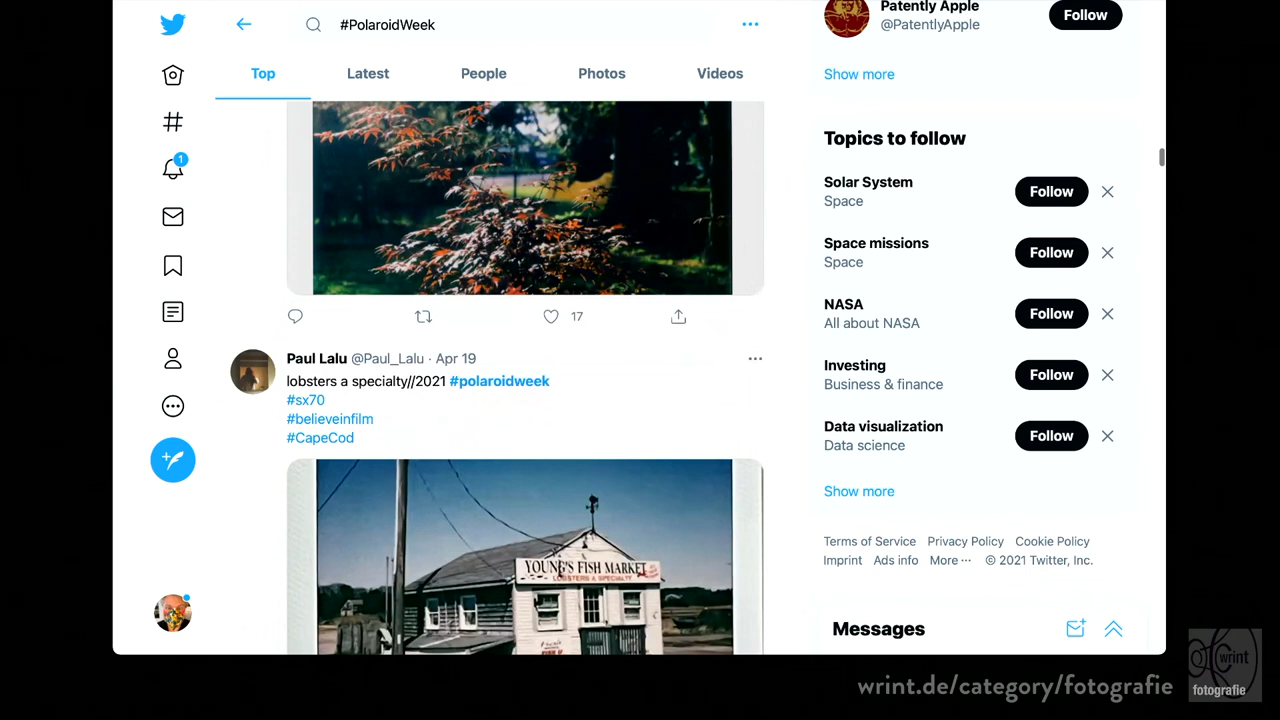 #PolaroidWeek
Top
Latest
People
Photos
Videos
1
17
Paul Lalu @Paul_Lalu · Apr 19
lobsters a specialty//2021 #polaroidweek
#sx70
#believeinfilm
#CapeCod
YOUNG'S FISH MARKET
LOBSTERS A SPECIALTY
Patently Apple
@PatentlyApple
Follow
Show more
Topics to follow
Solar System
Space
Follow
Space missions
Space
Follow
NASA
All about NASA
Follow
Investing
Business & finance
Follow
Data visualization
Data science
Follow
Show more
Terms of Service Privacy Policy Cookie Policy
Imprint Ads info More ··· © 2021 Twitter, Inc.
Messages
wrint.de/category/fotografie
wrint
fotografie